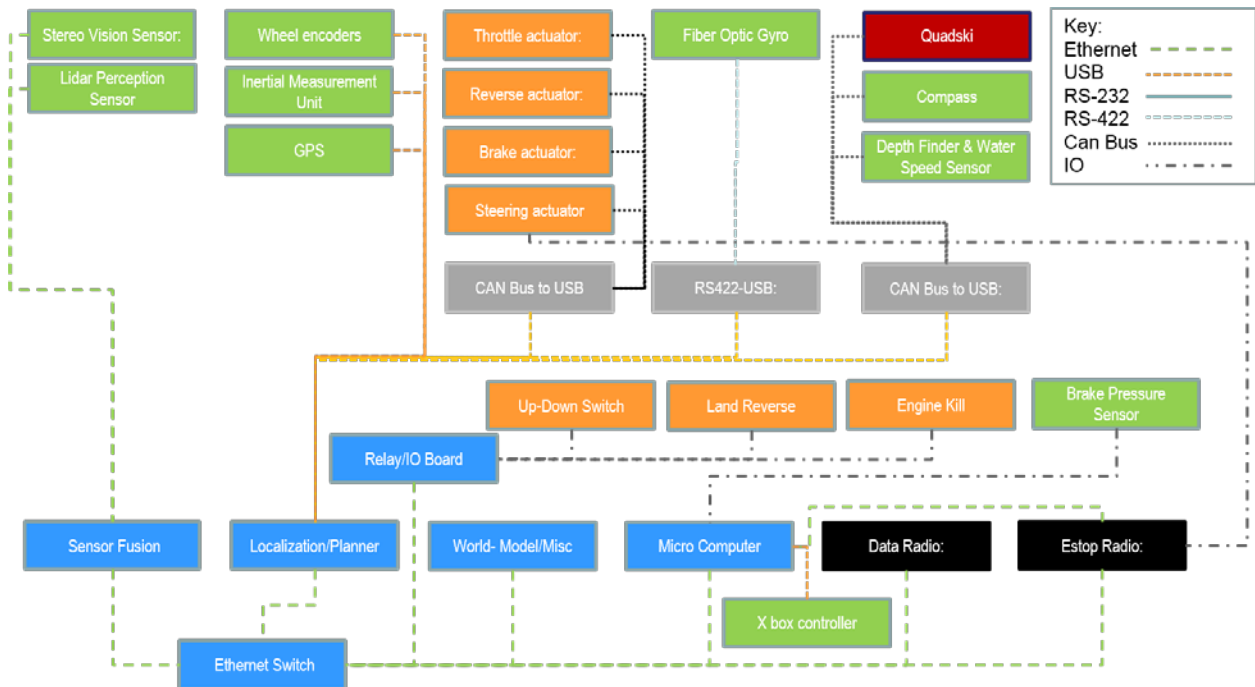 Stereo Vision Sensor:
Lidar Perception
Sensor
Wheel encoders
Inertial Measurement
Unit
GPS
Throttle actuator:
Reverse actuator:
Brake actuator:
Steering actuator
Fiber Optic Gyro
Quadski
Compass
Depth Finder & Water
Speed Sensor
Key:
Ethernet
USB
RS-232
RS-422
Can Bus
IO
CAN Bus to USB
RS422-USB:
CAN Bus to USB:
Up-Down Switch
Land Reverse
Engine Kill
Brake Pressure
Sensor
Relay/IO Board
Sensor Fusion
Localization/Planner
World- Model/Misc
Micro Computer
Data Radio:
Estop Radio:
X box controller
Ethernet Switch